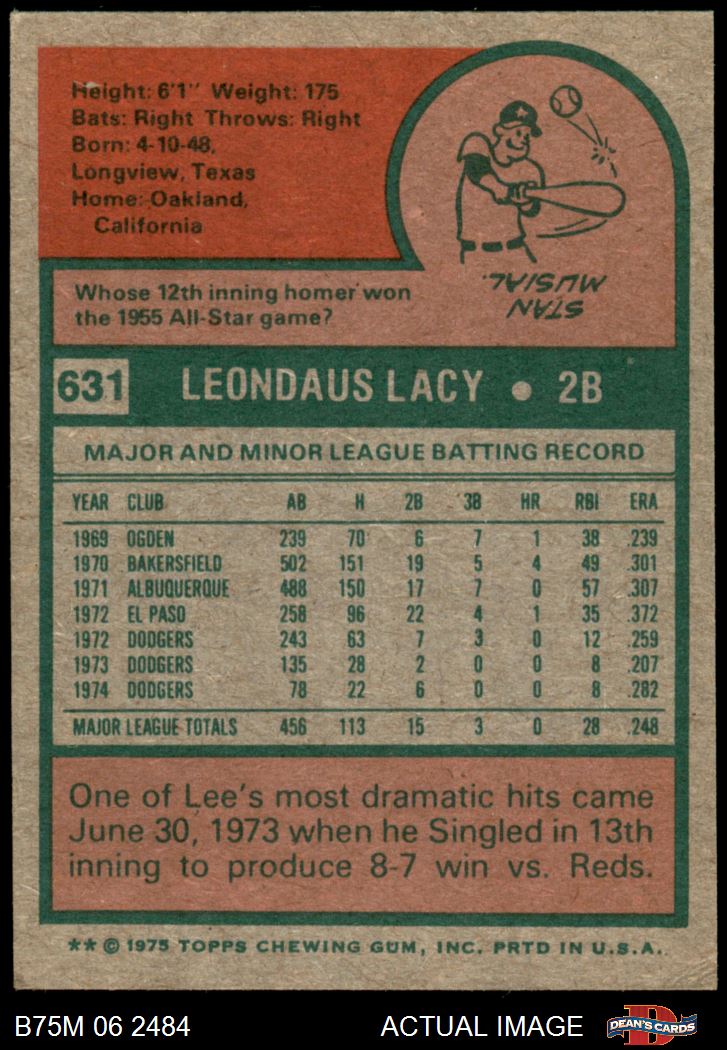 Height: 6'1" Weight: 175
Bats: Right Throws: Right
Born: 4-10-48,
Longview, Texas
Home: Oakland,
California
STAN
MUSIAL
Whose 12th inning homer won
the 1955 All-Star game?
631 LEONDAUS LACY • 2B
MAJOR AND MINOR LEAGUE BATTING RECORD
YEAR CLUB AB H 2B 3B HR RBI ERA
1969 OGDEN 239 70 6 7 1 38 .239
1970 BAKERSFIELD 502 151 19 5 4 49 .301
1971 ALBUQUERQUE 488 150 17 7 0 57 .307
1972 EL PASO 258 96 22 4 1 35 .372
1972 DODGERS 243 63 7 3 0 12 .259
1973 DODGERS 135 28 2 0 0 8 .207
1974 DODGERS 78 22 6 0 0 8 .282
MAJOR LEAGUE TOTALS 456 113 15 3 0 28 .248
One of Lee's most dramatic hits came
June 30, 1973 when he Singled in 13th
inning to produce 8-7 win vs. Reds.
** © 1975 TOPPS CHEWING GUM, INC. PRTD IN U.S.A.
B75M 06 2484 ACTUAL IMAGE DEAN'S CARDS